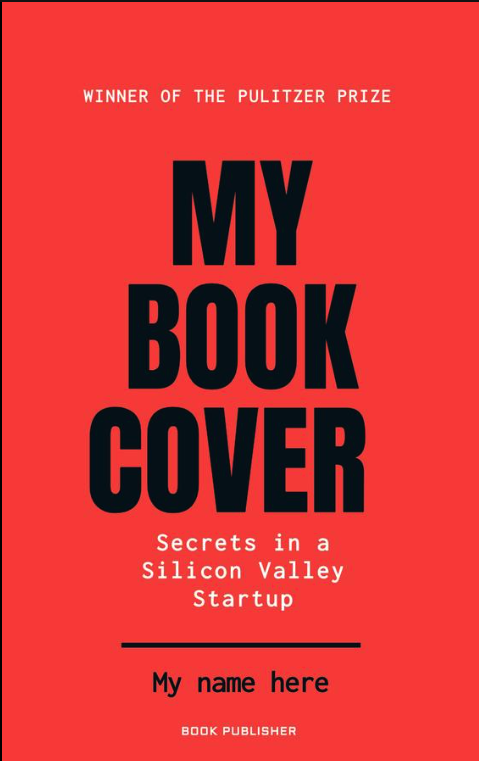 WINNER OF THE PULITZER PRIZE
MY
BOOK
COVER
Secrets in a
Silicon Valley
Startup
My name here
BOOK PUBLISHER